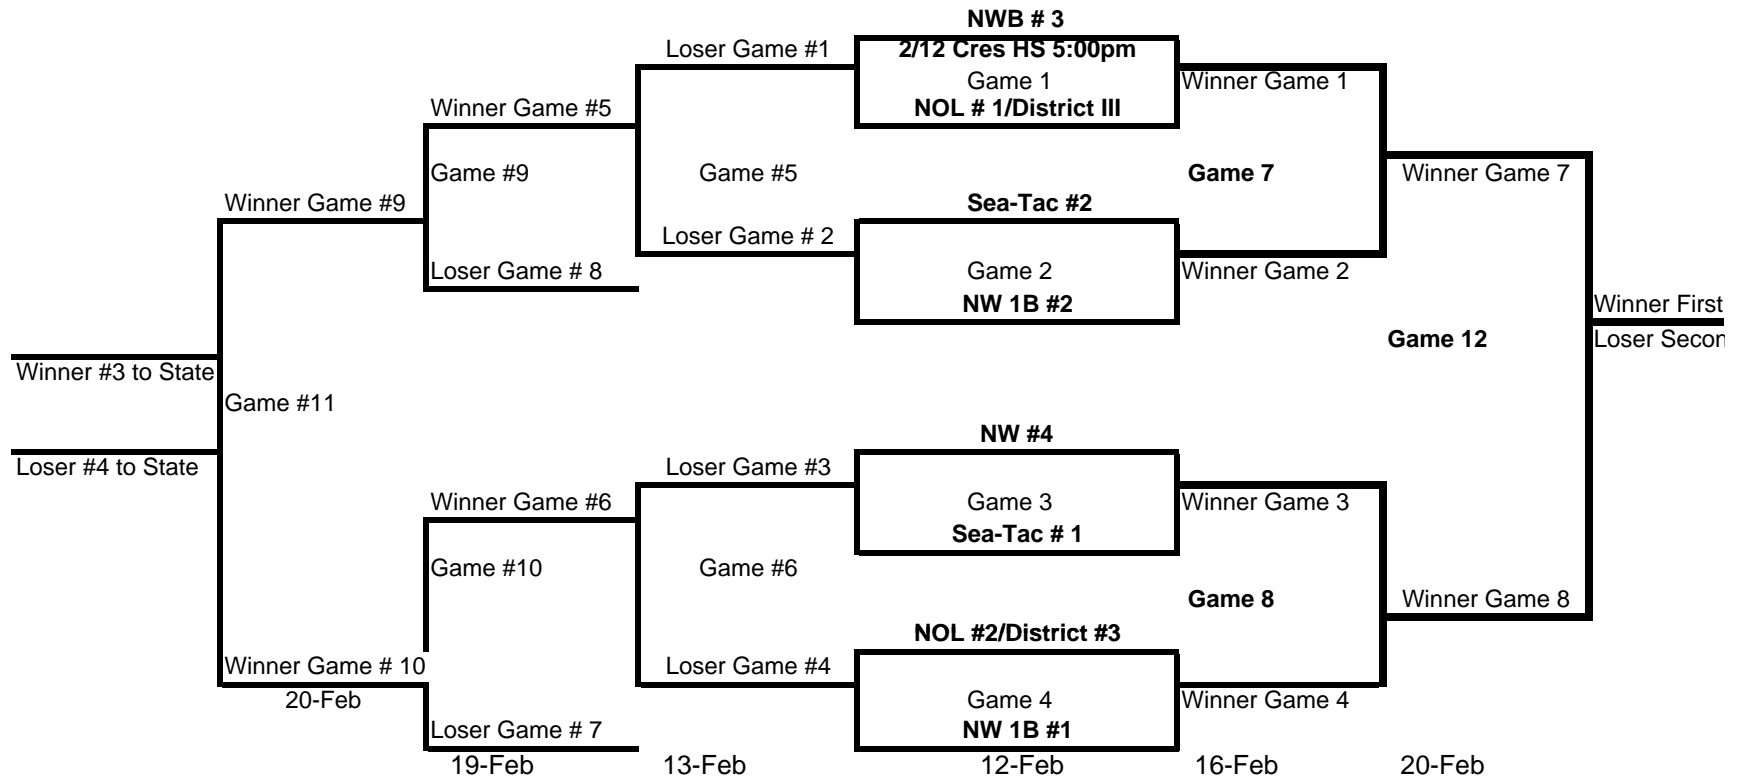 NWB # 3
Loser Game #1
2/12 Cres HS 5:00pm
Game 1
Winner Game 1
Winner Game #5
NOL # 1/District III
Game #9
Game #5
Game 7
Winner Game 7
Winner Game #9
Sea-Tac #2
Loser Game # 2
Loser Game # 8
Game 2
Winner Game 2
NW 1B #2
Winner First
Game 12
Loser Secon
Winner #3 to State
Game #11
NW #4
Loser #4 to State
Loser Game #3
Winner Game #6
Game 3
Winner Game 3
Sea-Tac # 1
Game #10
Game #6
Game 8
Winner Game 8
NOL #2/District #3
Winner Game # 10
Loser Game #4
20-Feb
Game 4
Winner Game 4
Loser Game # 7
NW 1B #1
19-Feb
13-Feb
12-Feb
16-Feb
20-Feb